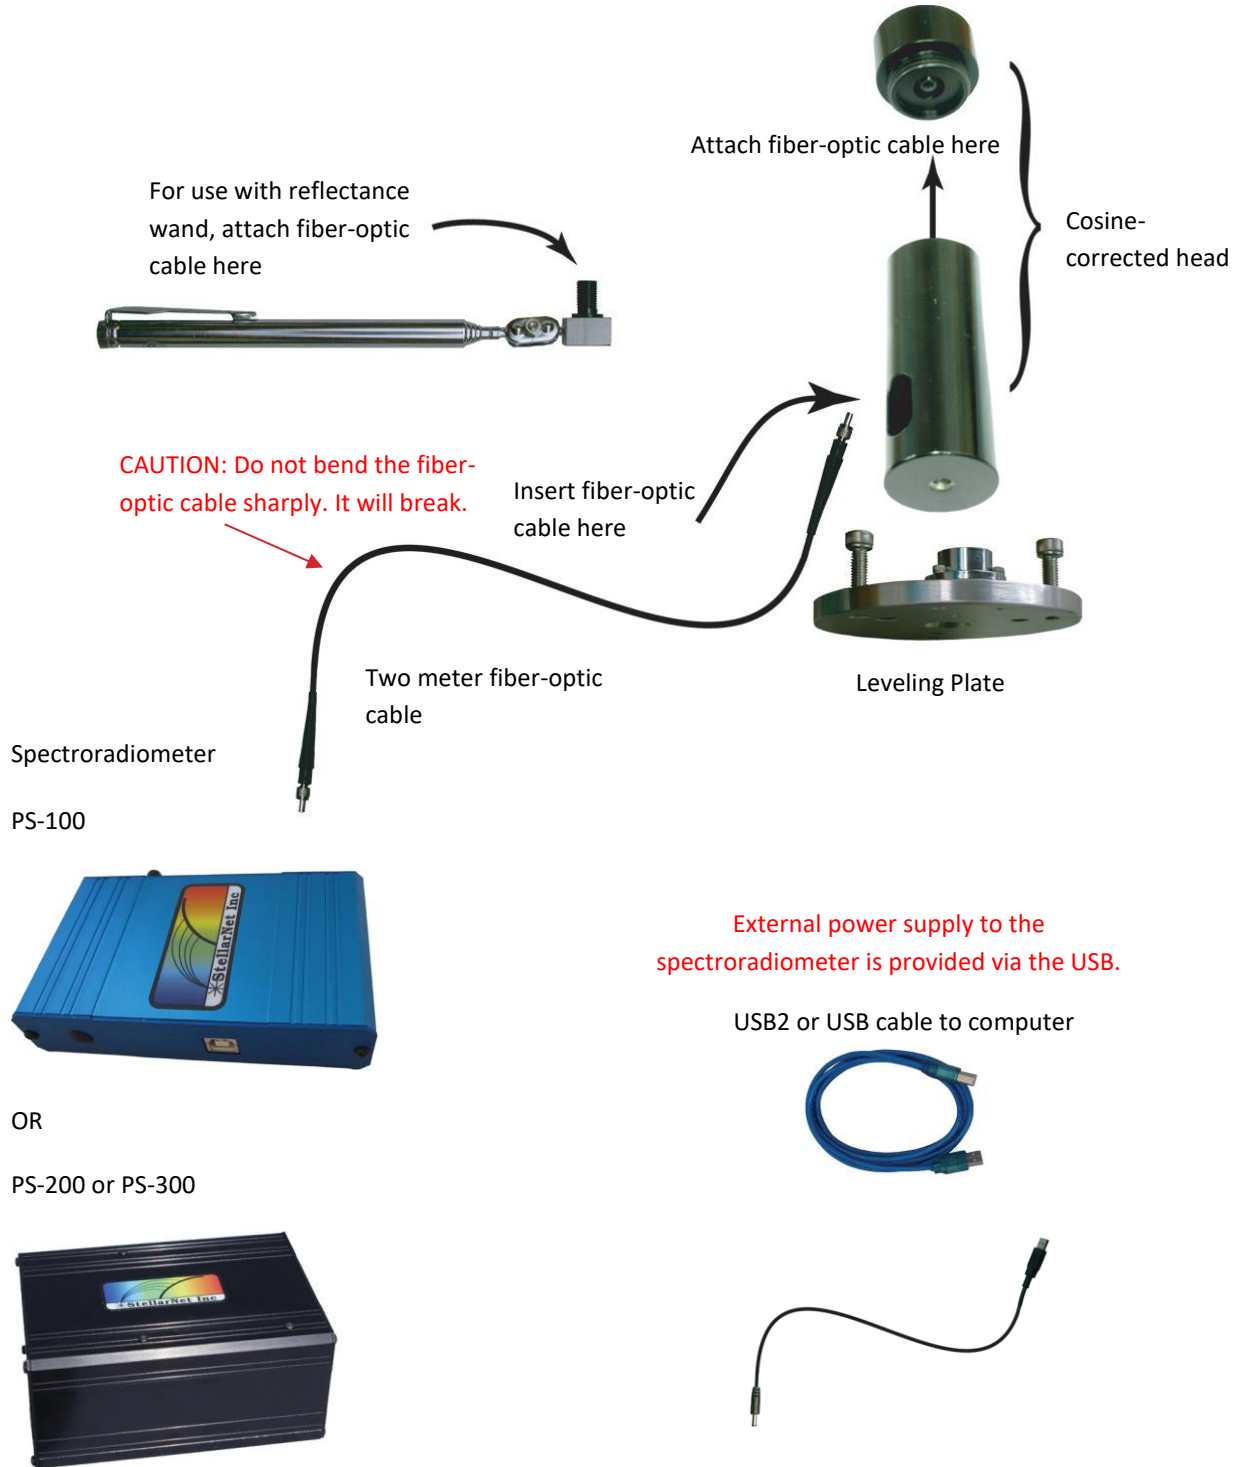 Attach fiber-optic cable here
For use with reflectance
wand, attach fiber-optic
cable here
Cosine-
corrected head
CAUTION: Do not bend the fiber-
optic cable sharply. It will break.
Insert fiber-optic
cable here
Two meter fiber-optic
cable
Leveling Plate
Spectroradiometer
PS-100
StellarNet Inc
External power supply to the
spectroradiometer is provided via the USB.
USB2 or USB cable to computer
OR
PS-200 or PS-300
StellarNet Inc